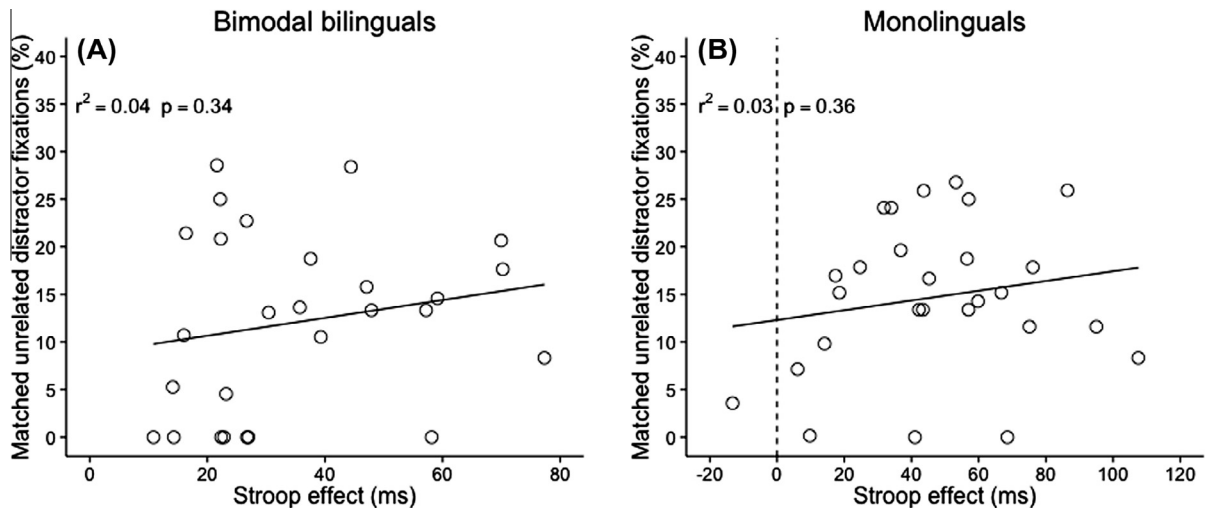 Bimodal bilinguals
(A)
r² = 0.04 p = 0.34
Matched unrelated distractor fixations (%)
40
35
30
25
20
15
10
5
0
0 20 40 60 80
Stroop effect (ms)
Monolinguals
(B)
r² = 0.03 p = 0.36
Matched unrelated distractor fixations (%)
40
35
30
25
20
15
10
5
0
-20 0 20 40 60 80 100 120
Stroop effect (ms)